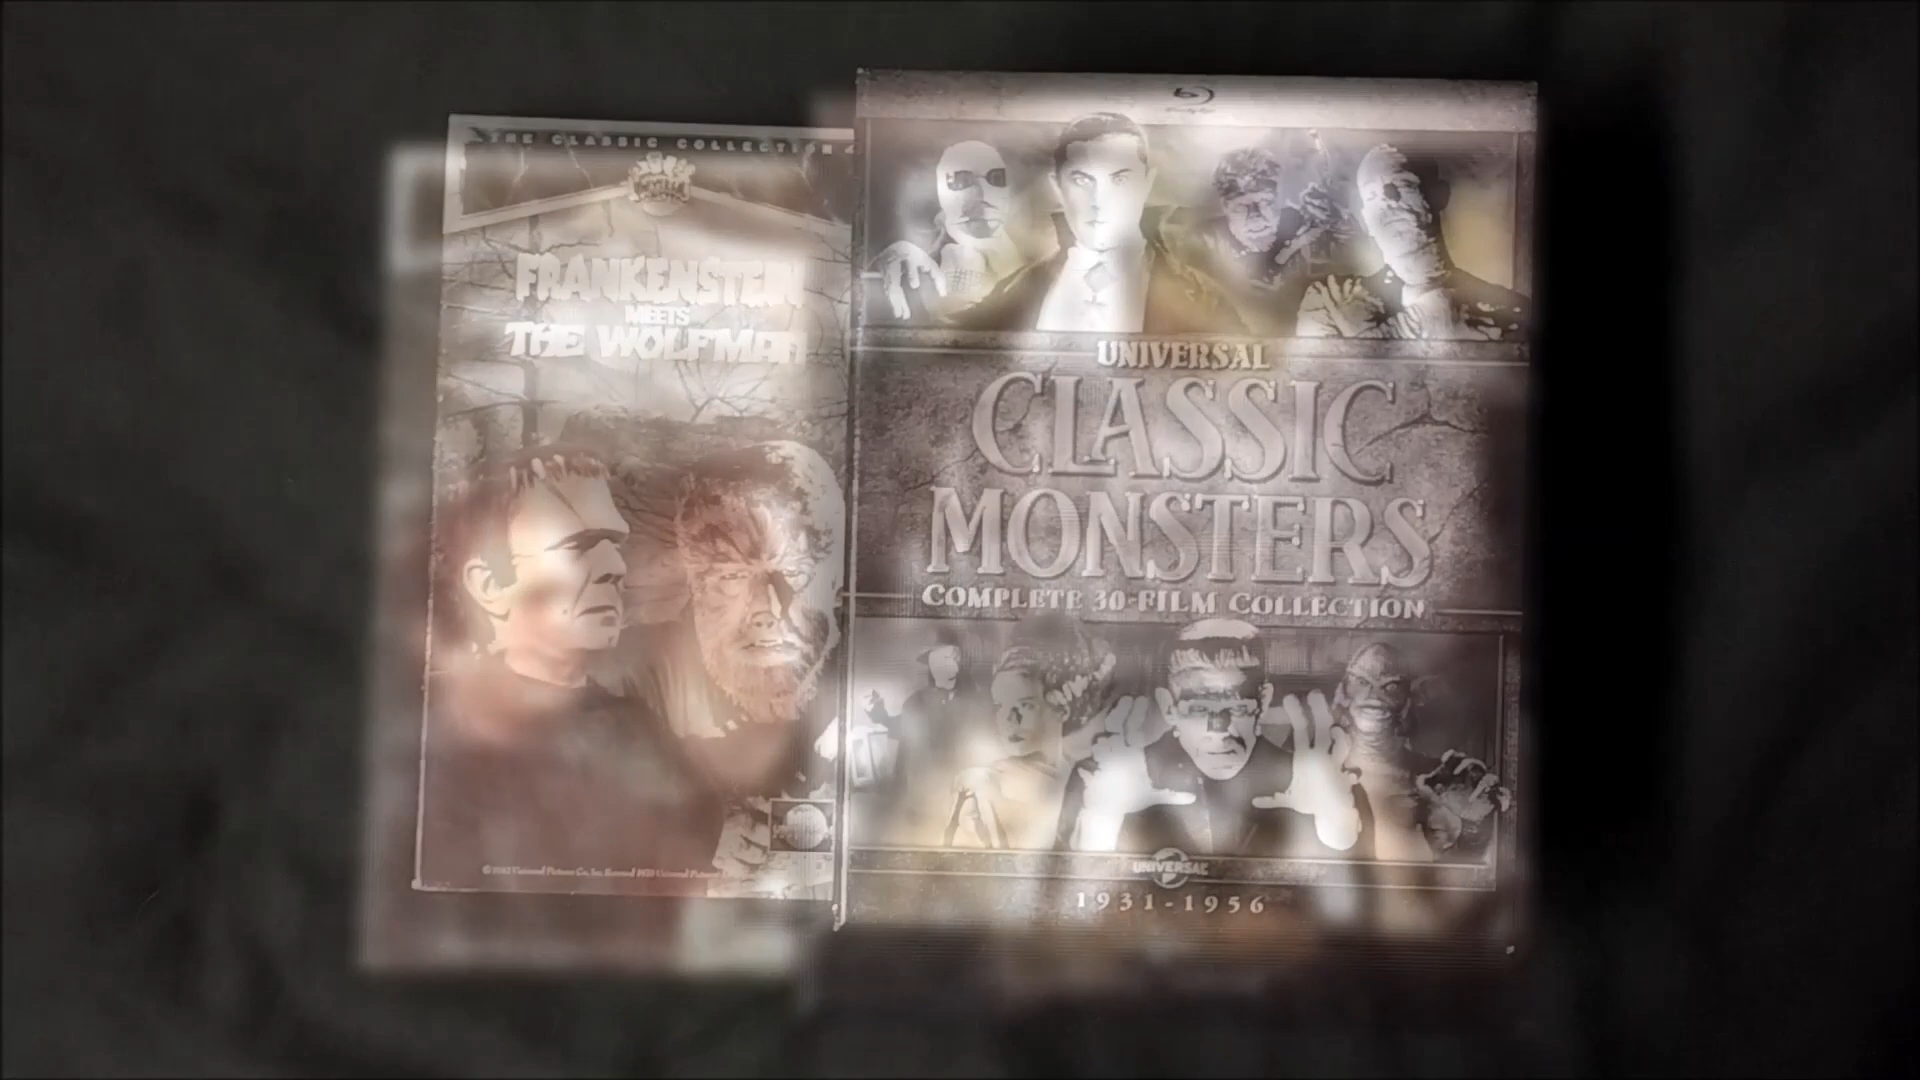 THE CLASSIC COLLECTION
FRANKENSTEIN
MEETS
THE WOLFMAN
UNIVERSAL
CLASSIC
MONSTERS
COMPLETE 30-FILM COLLECTION
UNIVERSAL
1931-1956